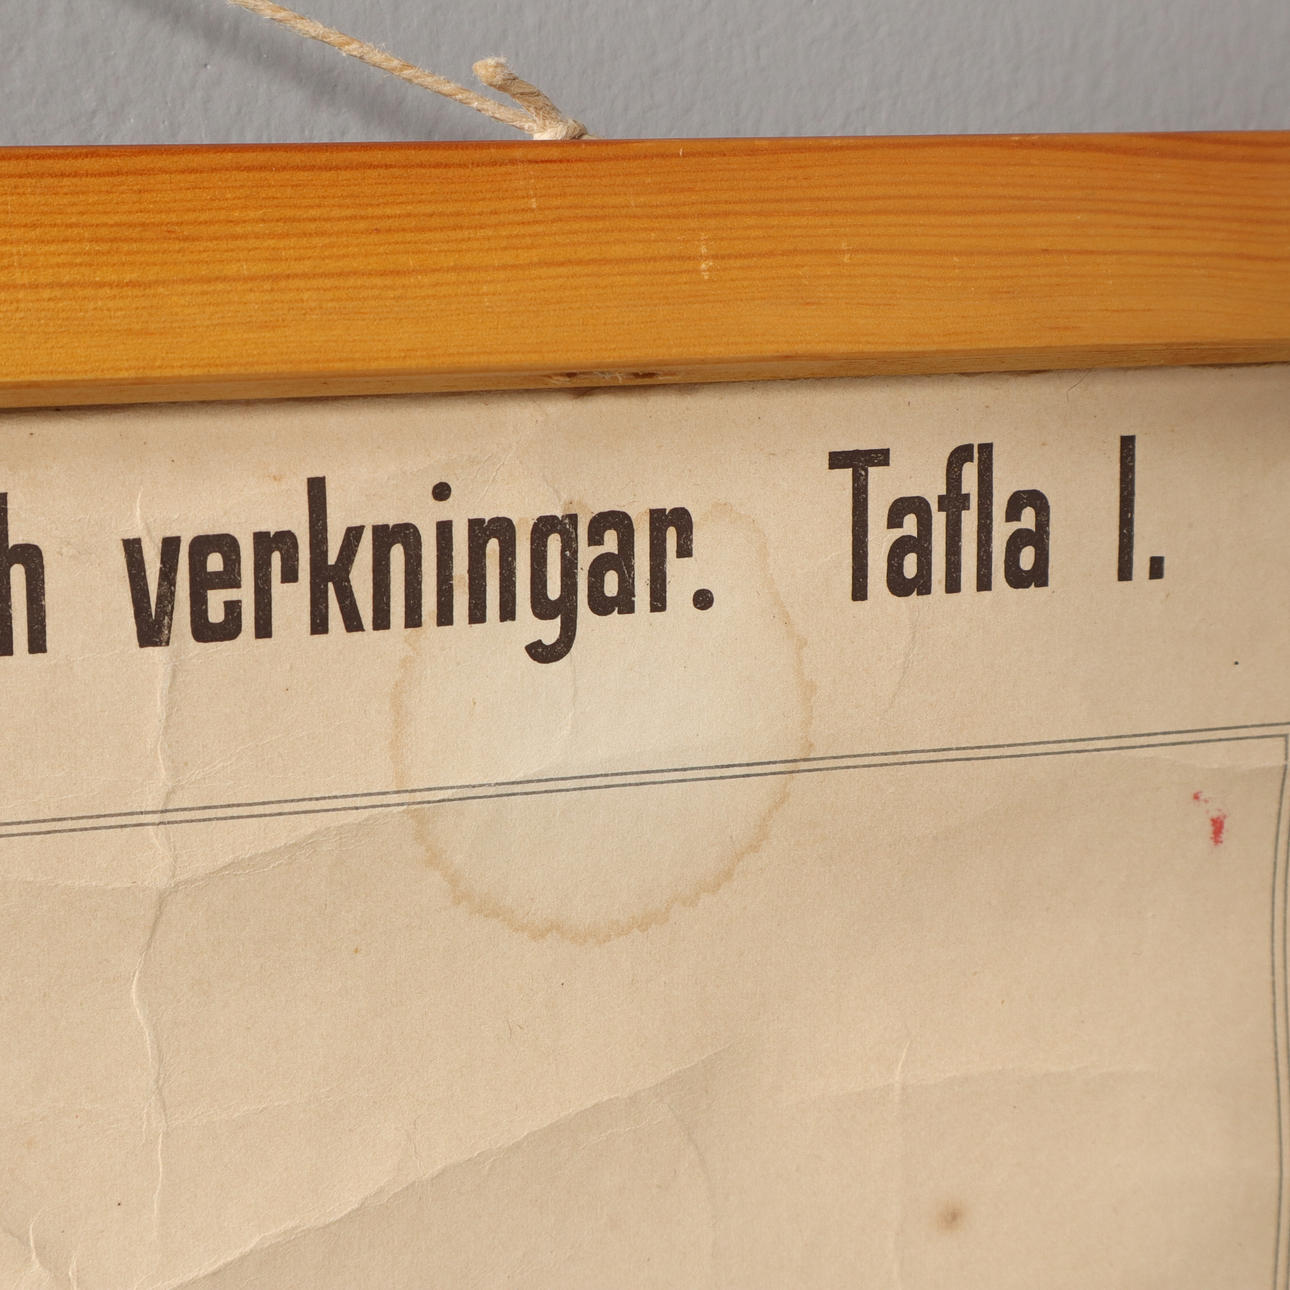 h verkningar. Tafla I.